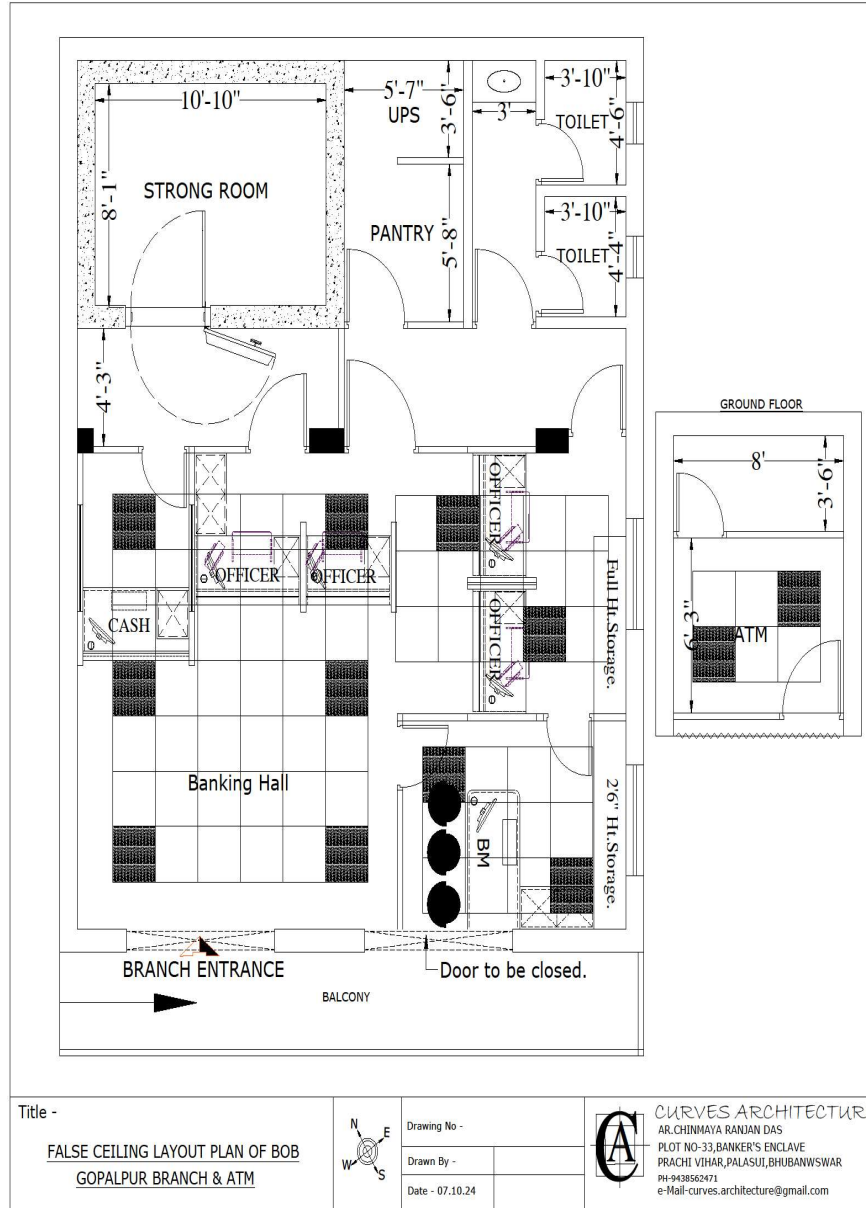 10'-10"
STRONG ROOM
8'-1"
5'-7"
UPS
3'-6"
3'
3'-10"
TOILET
4'-6"
PANTRY
5'-8"
3'-10"
TOILET
4'-4"
4'-3"
GROUND FLOOR
8'
3'-6"
6'-3"
ATM
OFFICER
OFFICER
OFFICER
OFFICER
CASH
Full Ht.Storage.
Banking Hall
BM
2'6" Ht.Storage.
BRANCH ENTRANCE
Door to be closed.
BALCONY
Title -
FALSE CEILING LAYOUT PLAN OF BOB
GOPALPUR BRANCH & ATM
N
E
W
S
Drawing No -
Drawn By -
Date - 07.10.24
CA
CURVES ARCHITECTUR
AR.CHINMAYA RANJAN DAS
PLOT NO-33,BANKER'S ENCLAVE
PRACHI VIHAR,PALASUI,BHUBANWSWAR
PH-9438562471
e-Mail-curves.architecture@gmail.com